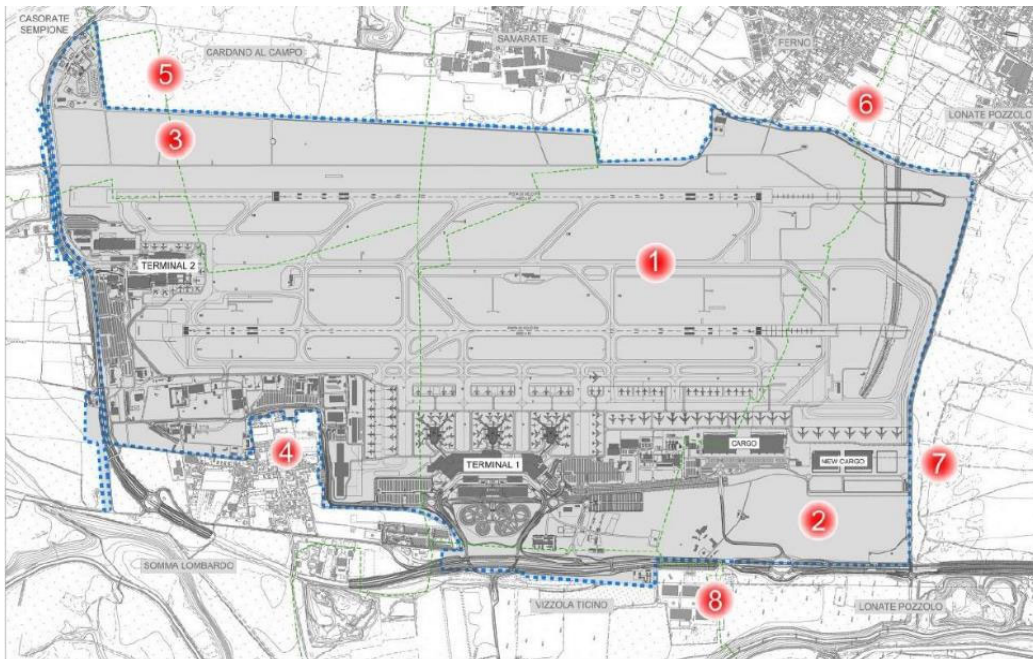 CASORATE
SEMPIONE
CARDANO AL CAMPO
SAMARATE
FERNO
5
6
LONATE POZZOLO
3
TERMINAL 2
1
4
TERMINAL 1
CARGO
NEW CARGO
7
2
SOMMA LOMBARDO
VIZZOLA TICINO
8
LONATE POZZOLO